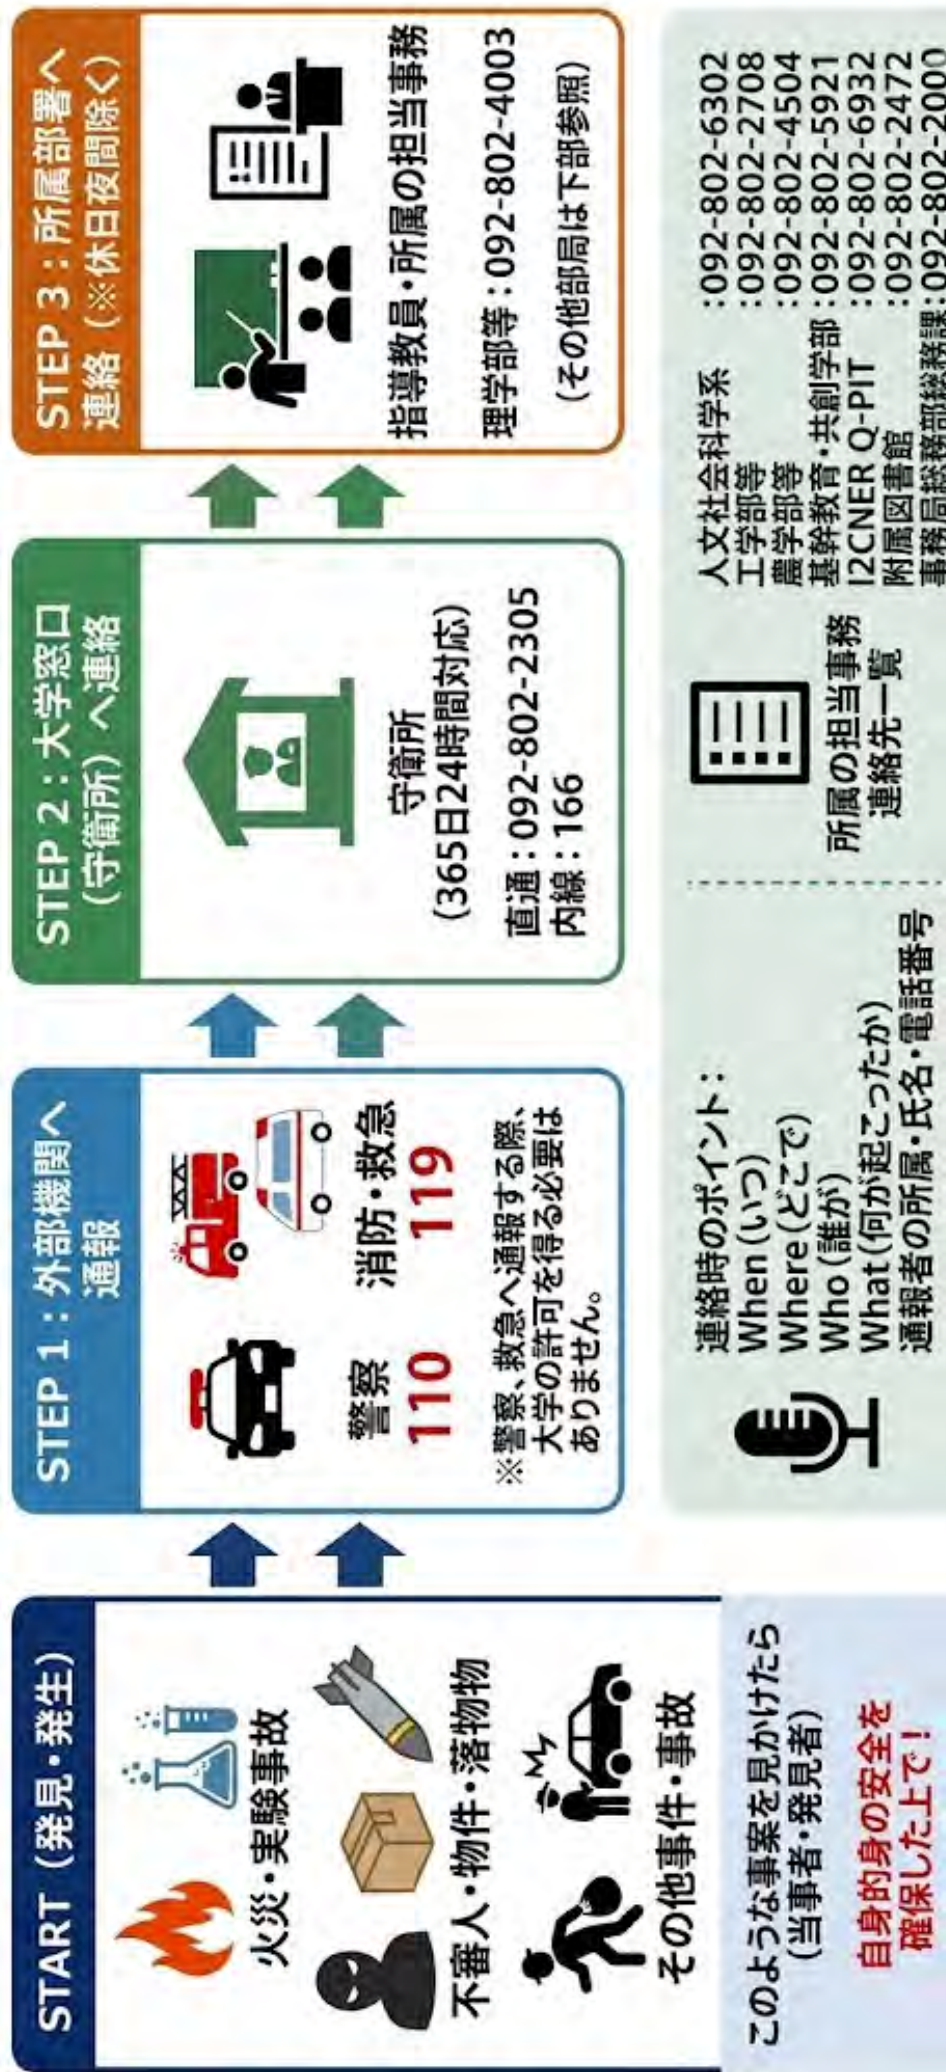 START（発見・発生）
火災・実験事故
不審人・物件・落物物
その他事件・事故
このような事案を見かけたら
（当事者・発見者）
自身的身の安全を
確保した上で！
STEP 1：外部機関へ
通報
警察
110
消防・救急
119
※警察、救急へ通報する際、
大学の許可を得る必要は
ありません。
STEP 2：大学窓口
（守衛所）へ連絡
守衛所
（365日24時間対応）
直通：092-802-2305
内線：166
STEP 3：所属部署へ
連絡（※休日夜間除く）
指導教員・所属の担当事務
理学部等：092-802-4003
（その他部局は下部参照）
連絡時のポイント：
When（いつ）
Where（どこで）
Who（誰が）
What（何が起こったか）
通報者の所属・氏名・電話番号
所属の担当事務
連絡先一覧
人文社会科学系：092-802-6302
工学部等：092-802-2708
農学部等：092-802-4504
基幹教育・共創学部：092-802-5921
I2CNER Q-PIT：092-802-6932
附属図書館：092-802-2472
事務局総務部総務課：092-802-2000